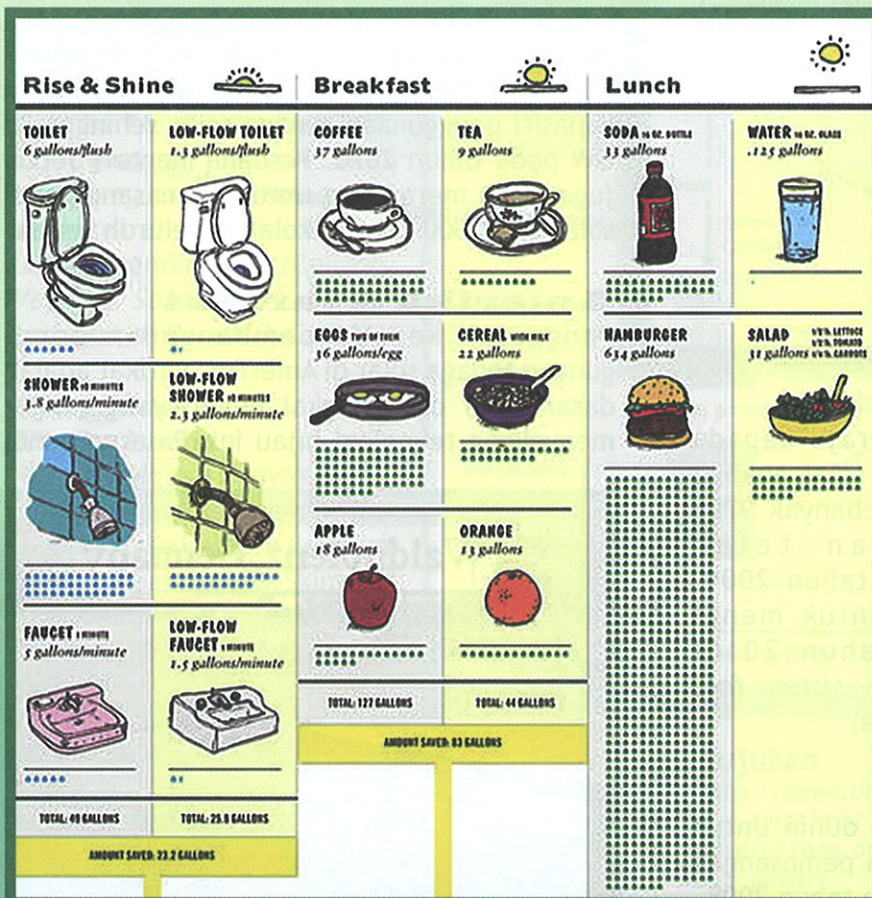 Rise & Shine
Breakfast
Lunch
TOILET
6 gallons/flush
LOW-FLOW TOILET
1.3 gallons/flush
SHOWER 10 MINUTES
3.8 gallons/minute
LOW-FLOW
SHOWER 10 MINUTES
2.3 gallons/minute
FAUCET 1 MINUTE
5 gallons/minute
LOW-FLOW
FAUCET 1 MINUTE
1.5 gallons/minute
TOTAL: 49 GALLONS
TOTAL: 25.8 GALLONS
AMOUNT SAVED: 23.2 GALLONS
COFFEE
37 gallons
TEA
9 gallons
EGGS TWO OF THEM
36 gallons/egg
CEREAL WITH MILK
22 gallons
APPLE
18 gallons
ORANGE
13 gallons
TOTAL: 127 GALLONS
TOTAL: 44 GALLONS
AMOUNT SAVED: 83 GALLONS
SODA 16 OZ. BOTTLE
33 gallons
WATER OZ. GLASS
.125 gallons
HAMBURGER
634 gallons
SALAD
31 gallons